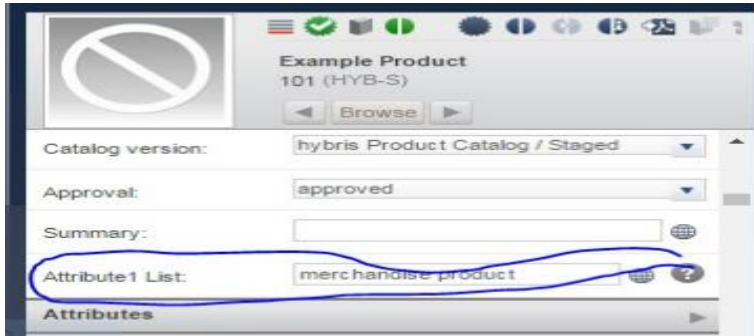 Example Product
101 (HYB-S)
Browse
Catalog version: hybris Product Catalog / Staged
Approval: approved
Summary:
Attribute1 List: merchandise product
Attributes